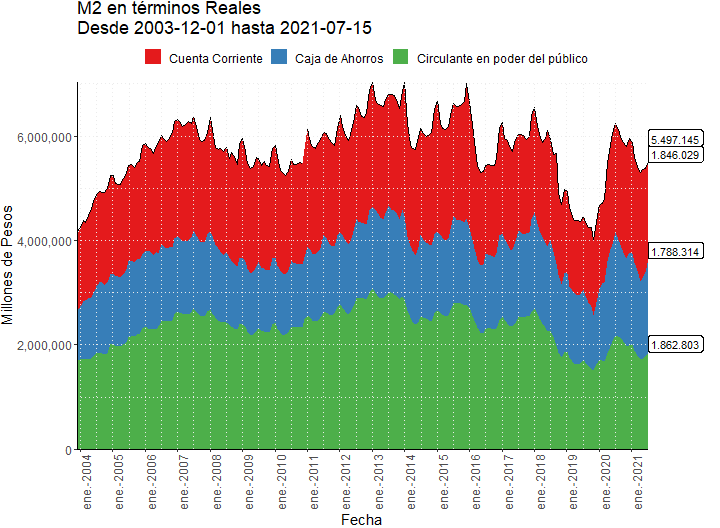 M2 en términos Reales
Desde 2003-12-01 hasta 2021-07-15
Cuenta Corriente
Caja de Ahorros
Circulante en poder del público
Millones de Pesos
6,000,000
4,000,000
2,000,000
0
5.497.145
1.846.029
1.788.314
1.862.803
ene.-2004
ene.-2005
ene.-2006
ene.-2007
ene.-2008
ene.-2009
ene.-2010
ene.-2011
ene.-2012
ene.-2013
ene.-2014
ene.-2015
ene.-2016
ene.-2017
ene.-2018
ene.-2019
ene.-2020
ene.-2021
Fecha